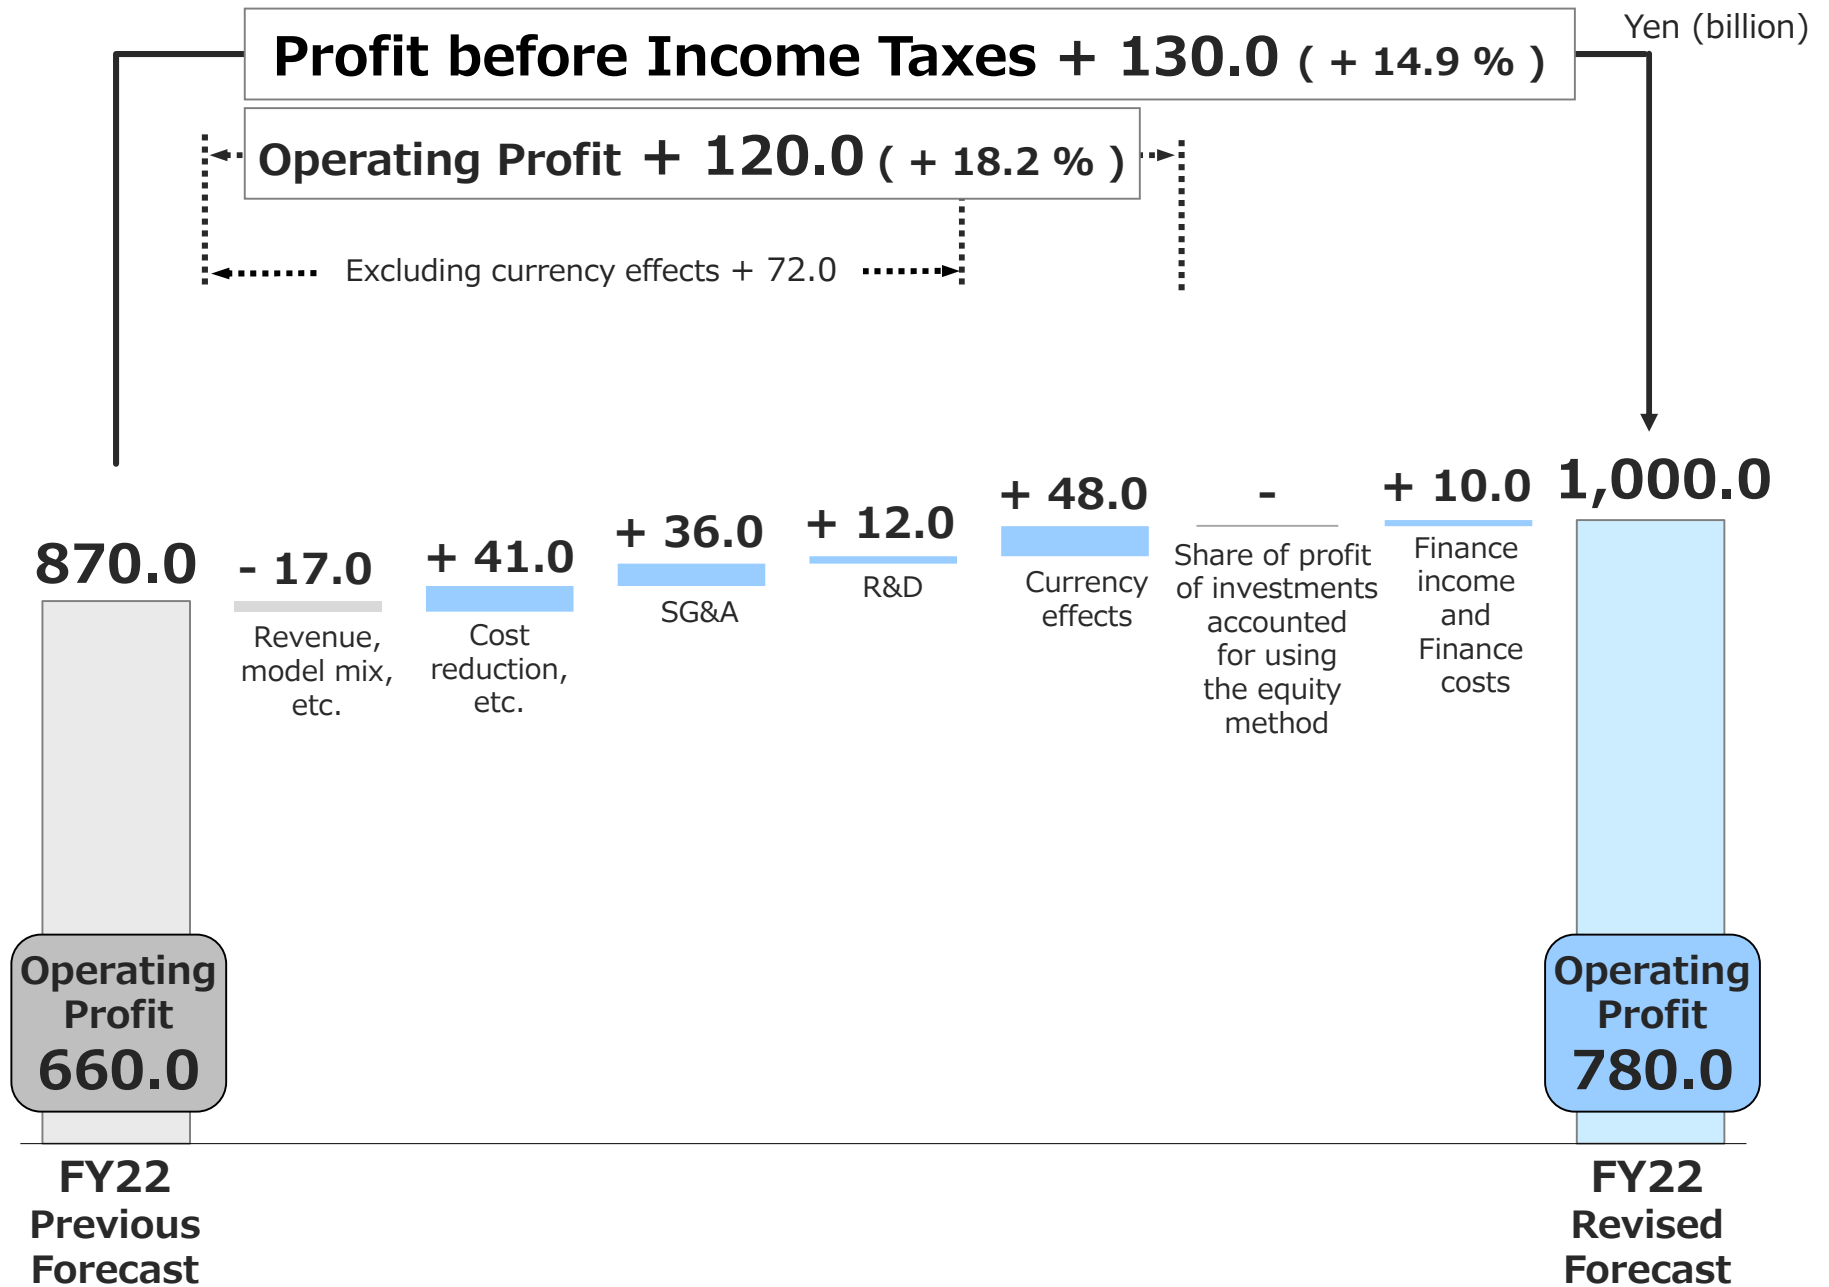 Yen (billion)
Profit before Income Taxes + 130.0 ( + 14.9 % )
Operating Profit + 120.0 ( + 18.2 % )
Excluding currency effects + 72.0
870.0
- 17.0
Revenue,
model mix,
etc.
+ 41.0
Cost
reduction,
etc.
+ 36.0
SG&A
+ 12.0
R&D
+ 48.0
Currency
effects
-
Share of profit
of investments
accounted
for using
the equity
method
+ 10.0
Finance
income
and
Finance
costs
1,000.0
Operating
Profit
660.0
Operating
Profit
780.0
FY22
Previous
Forecast
FY22
Revised
Forecast